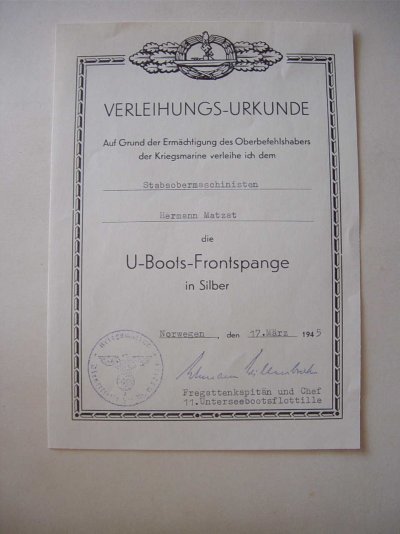 VERLEIHUNGS-URKUNDE
Auf Grund der Ermächtigung des Oberbefehlshabers
der Kriegsmarine verleihe ich dem
Stabsobermaschinisten
Hermann Matzat
die
U-Boots-Frontspange
in Silber
Norwegen, den 17.März 1945
Fregattenkapitän und Chef
11.Unterseebootsflottille